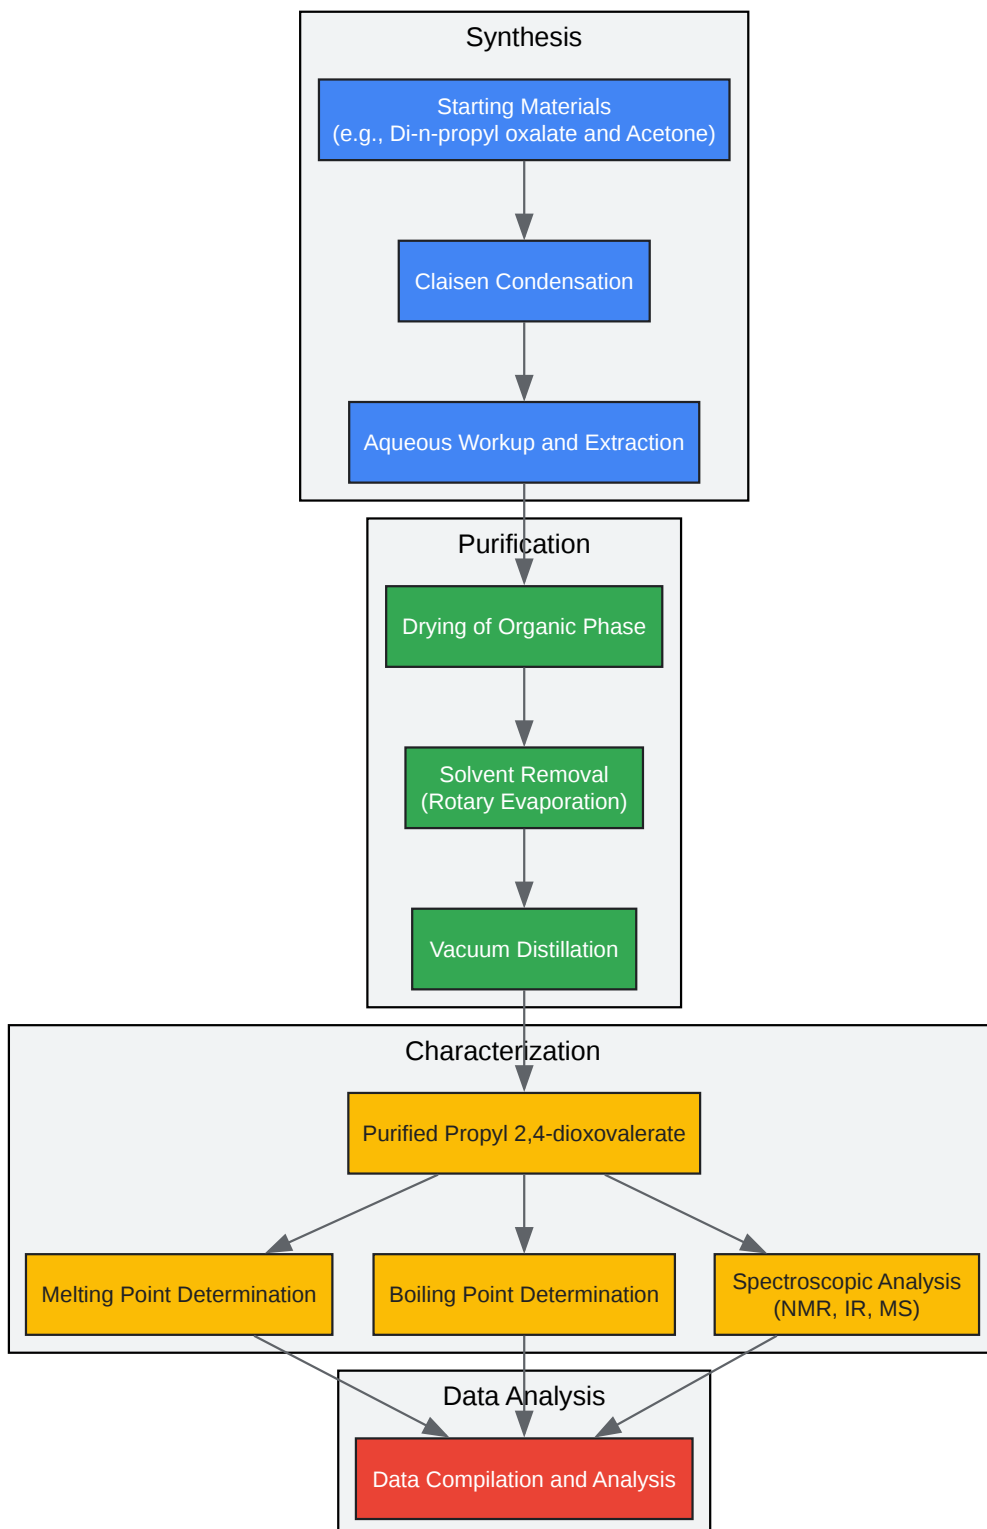 Synthesis
Starting Materials
(e.g., Di-n-propyl oxalate and Acetone)
Claisen Condensation
Aqueous Workup and Extraction
Purification
Drying of Organic Phase
Solvent Removal
(Rotary Evaporation)
Vacuum Distillation
Characterization
Purified Propyl 2,4-dioxovalerate
Melting Point Determination
Boiling Point Determination
Spectroscopic Analysis
(NMR, IR, MS)
Data Analysis
Data Compilation and Analysis